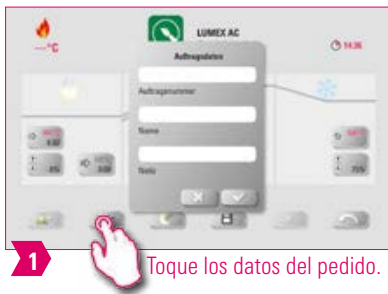 LUMEX AC
---°C
14:36
Auftragsdaten
Auftragsnummer
Name
Notiz
1
Toque los datos del pedido.